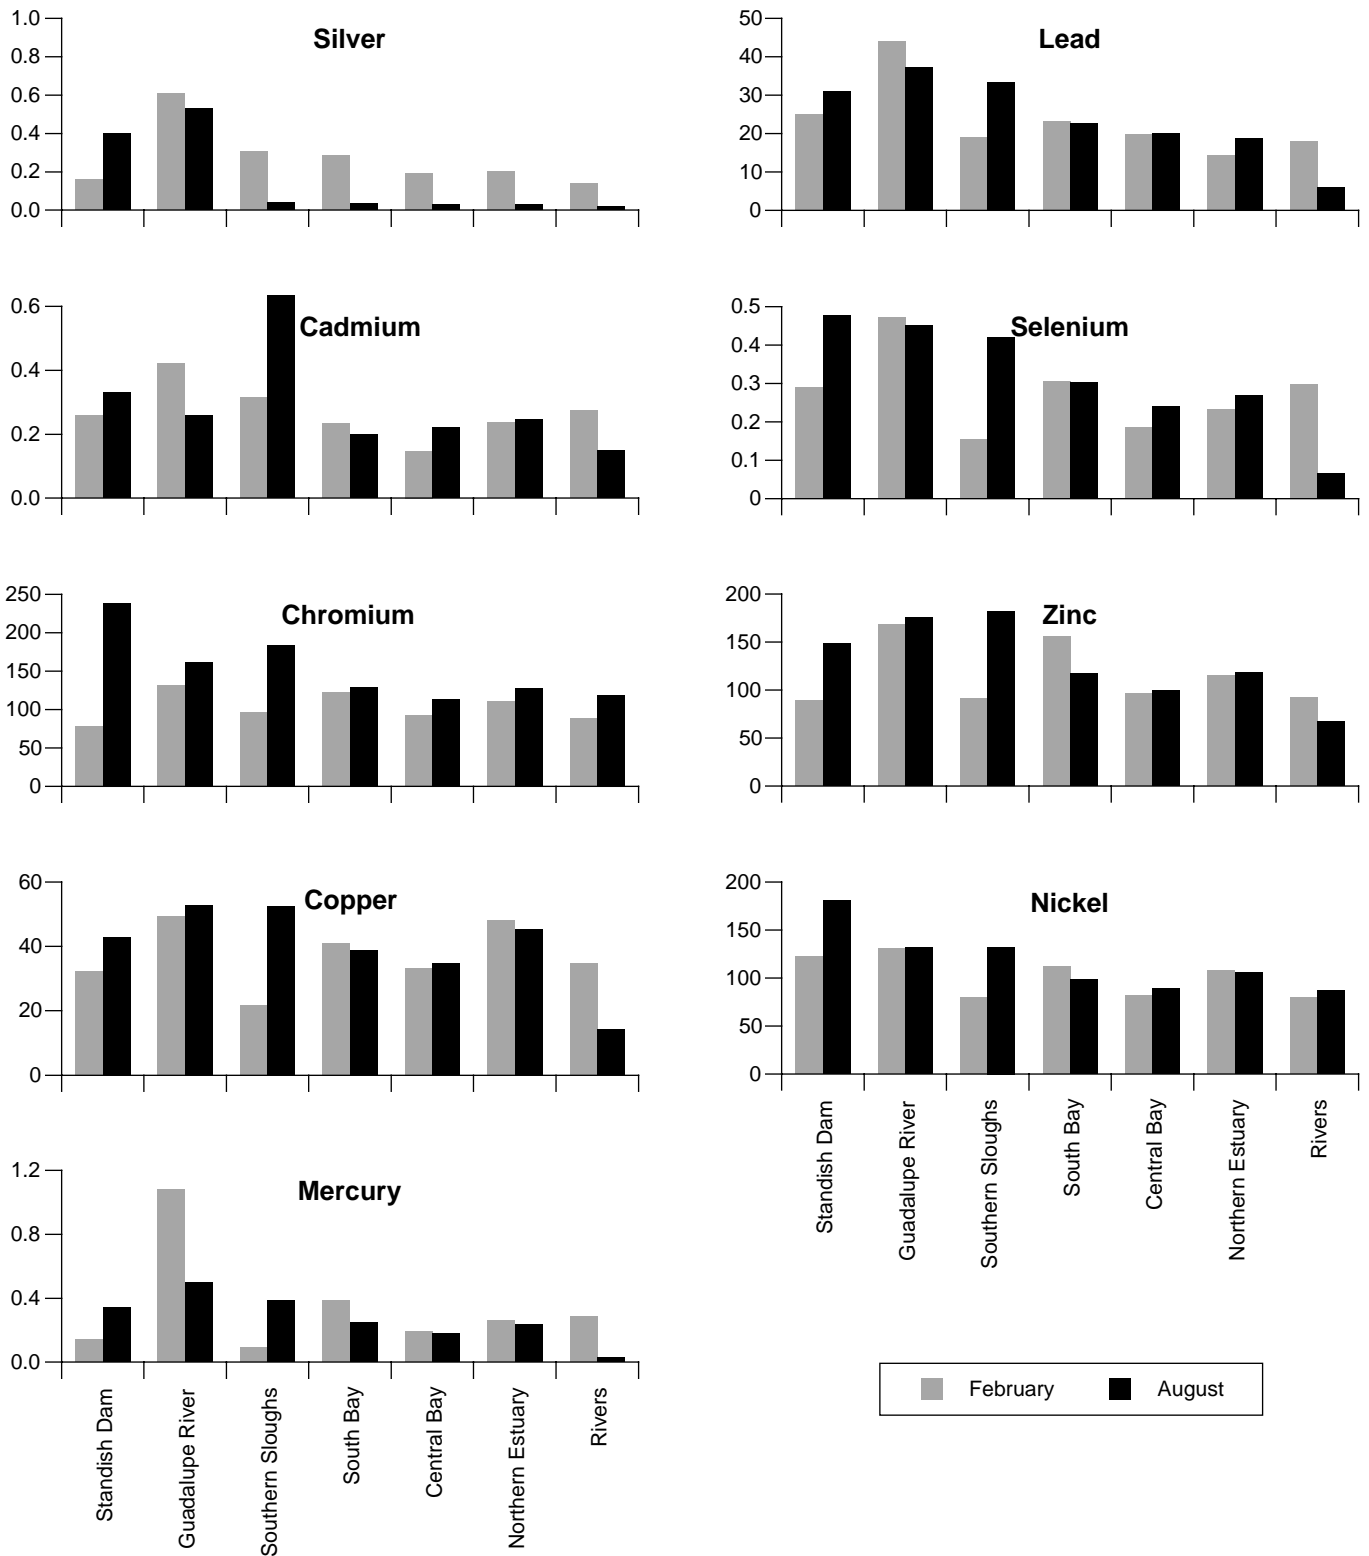 Silver
1.0
0.8
0.6
0.4
0.2
0.0
Lead
50
40
30
20
10
0
Cadmium
0.6
0.4
0.2
0.0
Selenium
0.5
0.4
0.3
0.2
0.1
0
Chromium
250
200
150
100
50
0
Zinc
200
150
100
50
0
Copper
60
40
20
0
Nickel
200
150
100
50
0
Standish Dam
Guadalupe River
Southern Sloughs
South Bay
Central Bay
Northern Estuary
Rivers
Mercury
1.2
0.8
0.4
0.0
Standish Dam
Guadalupe River
Southern Sloughs
South Bay
Central Bay
Northern Estuary
Rivers
February August